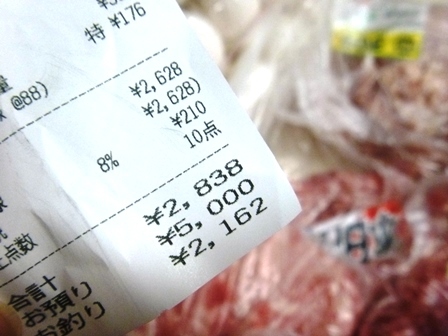 特 ¥176
@88)
¥2,628
¥2,628)
8% ¥210
点数 10点
合計 ¥2,838
お預り ¥5,000
お釣り ¥2,162